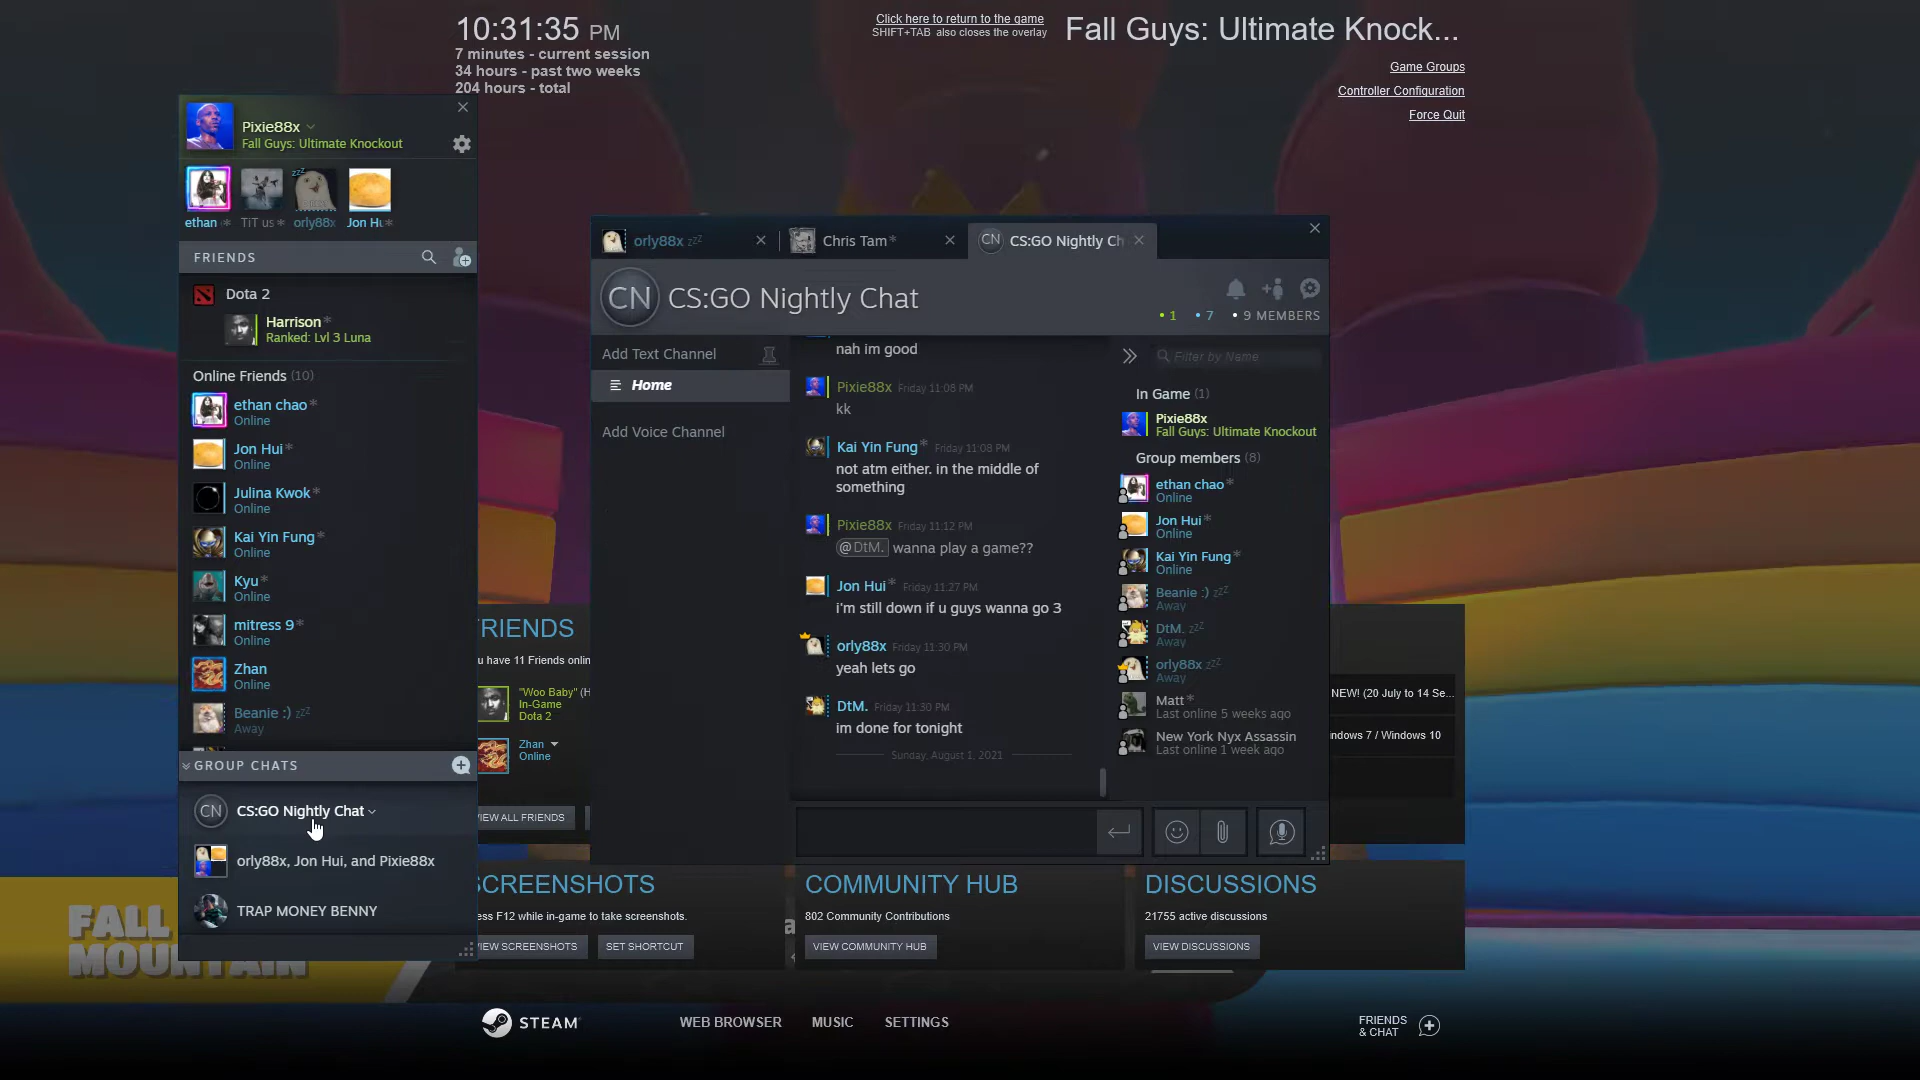 10:31:35 PM
7 minutes - current session
34 hours - past two weeks
204 hours - total
Click here to return to the game
SHIFT+TAB also closes the overlay
Fall Guys: Ultimate Knock...
Game Groups
Controller Configuration
Force Quit
Pixie88x
Fall Guys: Ultimate Knockout
ethan *
TiT us*
zzZ
orly88x
Jon Hu*
FRIENDS
Dota 2
Harrison*
Ranked: Lvl 3 Luna
Online Friends (10)
ethan chao*
Online
Jon Hui*
Online
Julina Kwok*
Online
Kai Yin Fung*
Online
Kyu*
Online
mitress 9*
Online
Zhan
Online
Beanie :) zzZ
Away
GROUP CHATS
CN CS:GO Nightly Chat
orly88x, Jon Hui, and Pixie88x
TRAP MONEY BENNY
orly88x zzZ
Chris Tam*
CN CS:GO Nightly Ch
CN CS:GO Nightly Chat
1 7 9 MEMBERS
Add Text Channel
Home
Add Voice Channel
nah im good
Pixie88x Friday 11:08 PM
kk
Kai Yin Fung* Friday 11:08 PM
not atm either. in the middle of
something
Pixie88x Friday 11:12 PM
@DtM. wanna play a game??
Jon Hui* Friday 11:27 PM
i'm still down if u guys wanna go 3
orly88x Friday 11:30 PM
yeah lets go
DtM. Friday 11:30 PM
im done for tonight
Sunday, August 1, 2021
Filter by Name
In Game (1)
Pixie88x
Fall Guys: Ultimate Knockout
Group members (8)
ethan chao*
Online
Jon Hui*
Online
Kai Yin Fung*
Online
Beanie :) zzZ
Away
DtM. zzZ
Away
orly88x zzZ
Away
Matt*
Last online 5 weeks ago
New York Nyx Assassin
Last online 1 week ago
RIENDS
u have 11 Friends onlin
"Woo Baby" (H
In-Game
Dota 2
Zhan
Online
IEW ALL FRIENDS
NEW! (20 July to 14 Se...
indows 7 / Windows 10
SCREENSHOTS
ess F12 while in-game to take screenshots.
IEW SCREENSHOTS
SET SHORTCUT
COMMUNITY HUB
802 Community Contributions
VIEW COMMUNITY HUB
DISCUSSIONS
21755 active discussions
VIEW DISCUSSIONS
FALL
MOUNTAIN
STEAM
WEB BROWSER
MUSIC
SETTINGS
FRIENDS
& CHAT